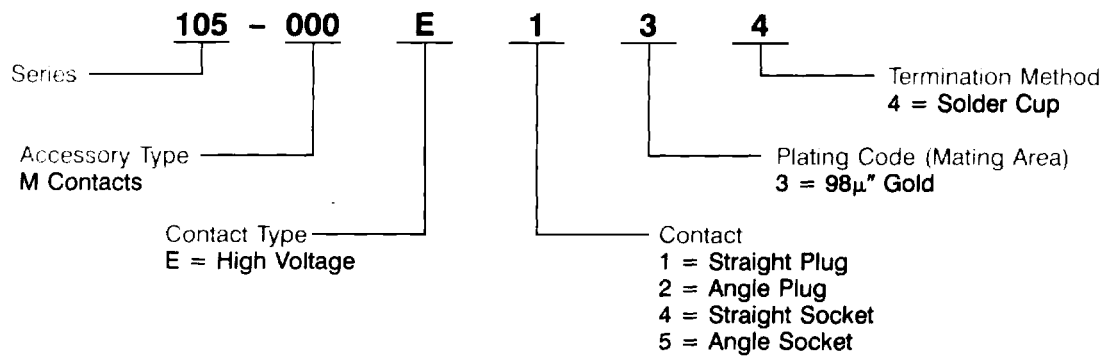 105 – 000 E 1 3 4
Series
Termination Method
4 = Solder Cup
Accessory Type
M Contacts
Plating Code (Mating Area)
3 = 98μ" Gold
Contact Type
E = High Voltage
Contact
1 = Straight Plug
2 = Angle Plug
4 = Straight Socket
5 = Angle Socket